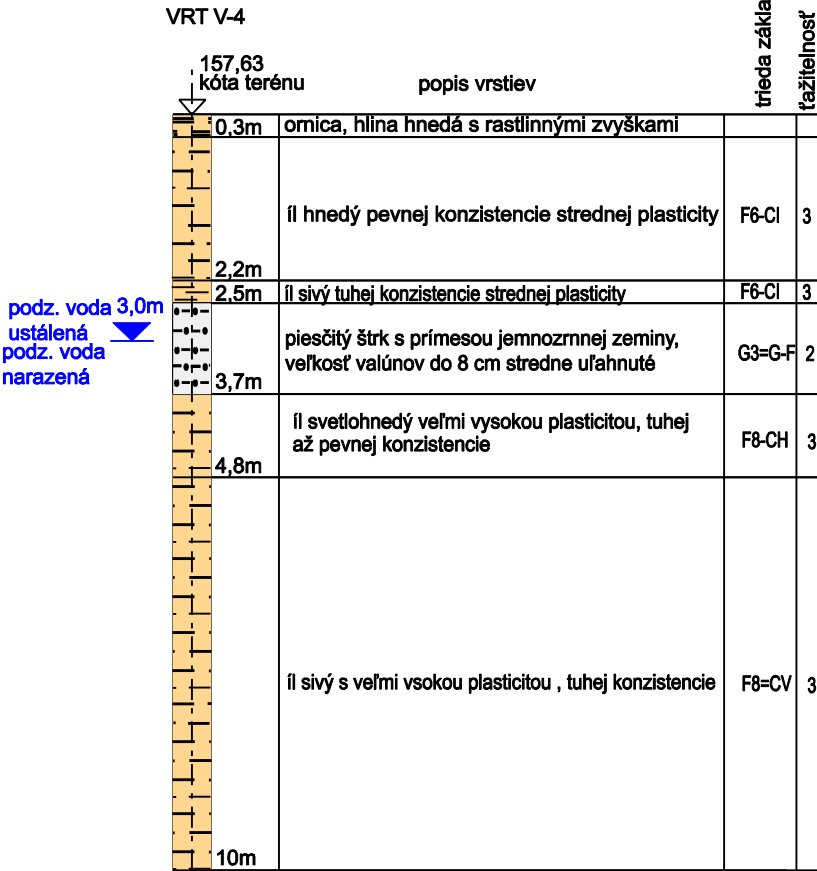 VRT V-4
157,63
kóta terénu
popis vrstiev
trieda zákla
ťažitelnosť
0,3m
ornica, hlina hnedá s rastlinnými zvyškami
íl hnedý pevnej konzistencie strednej plasticity
F6-CI
3
2,2m
2,5m
íl sivý tuhej konzistencie strednej plasticity
F6-CI
3
podz. voda 3,0m
ustálená
podz. voda
narazená
piesčitý štrk s prímesou jemnozrnnej zeminy,
veľkosť valúnov do 8 cm stredne uľahnuté
G3=G-F
2
3,7m
íl svetlohnedý veľmi vysokou plasticitou, tuhej
až pevnej konzistencie
F8-CH
3
4,8m
íl sivý s veľmi vsokou plasticitou , tuhej konzistencie
F8=CV
3
10m